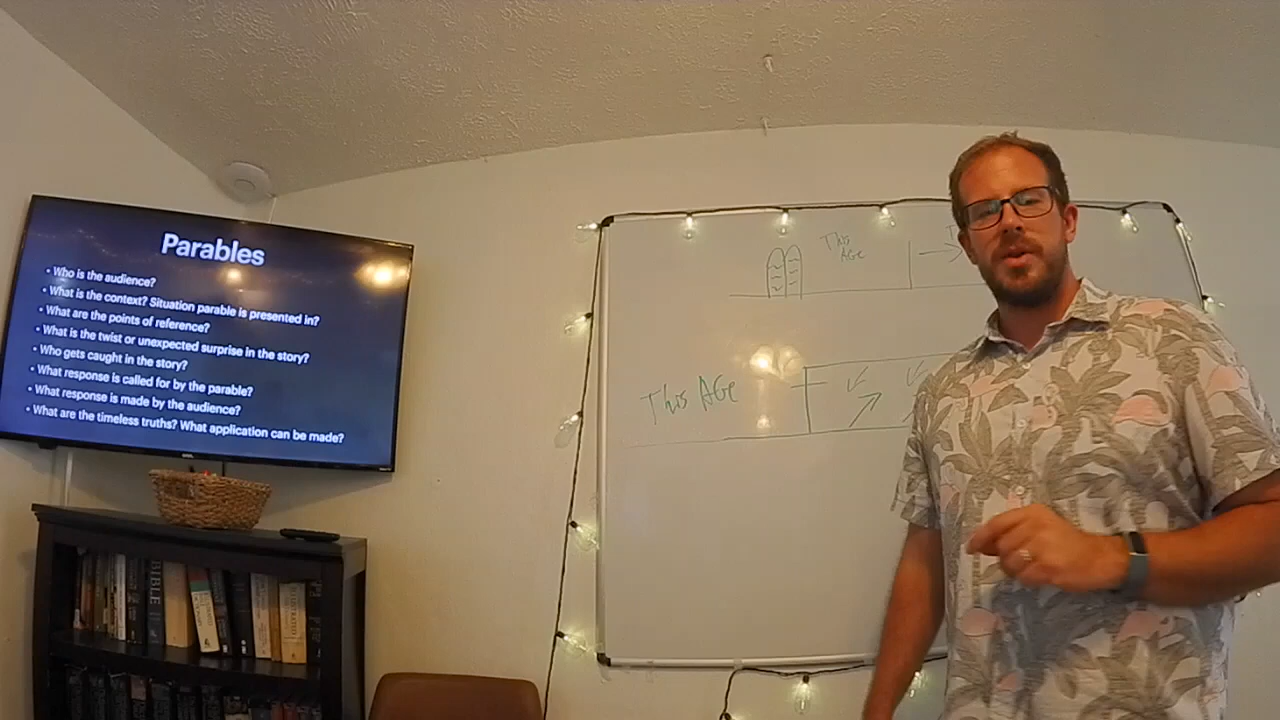 Parables
• Who is the audience?
• What is the context? Situation parable is presented in?
• What are the points of reference?
• What is the twist or unexpected surprise in the story?
• Who gets caught in the story?
• What response is called for by the parable?
• What response is made by the audience?
• What are the timeless truths? What application can be made?
This
AGe
This AGe
BIBLE